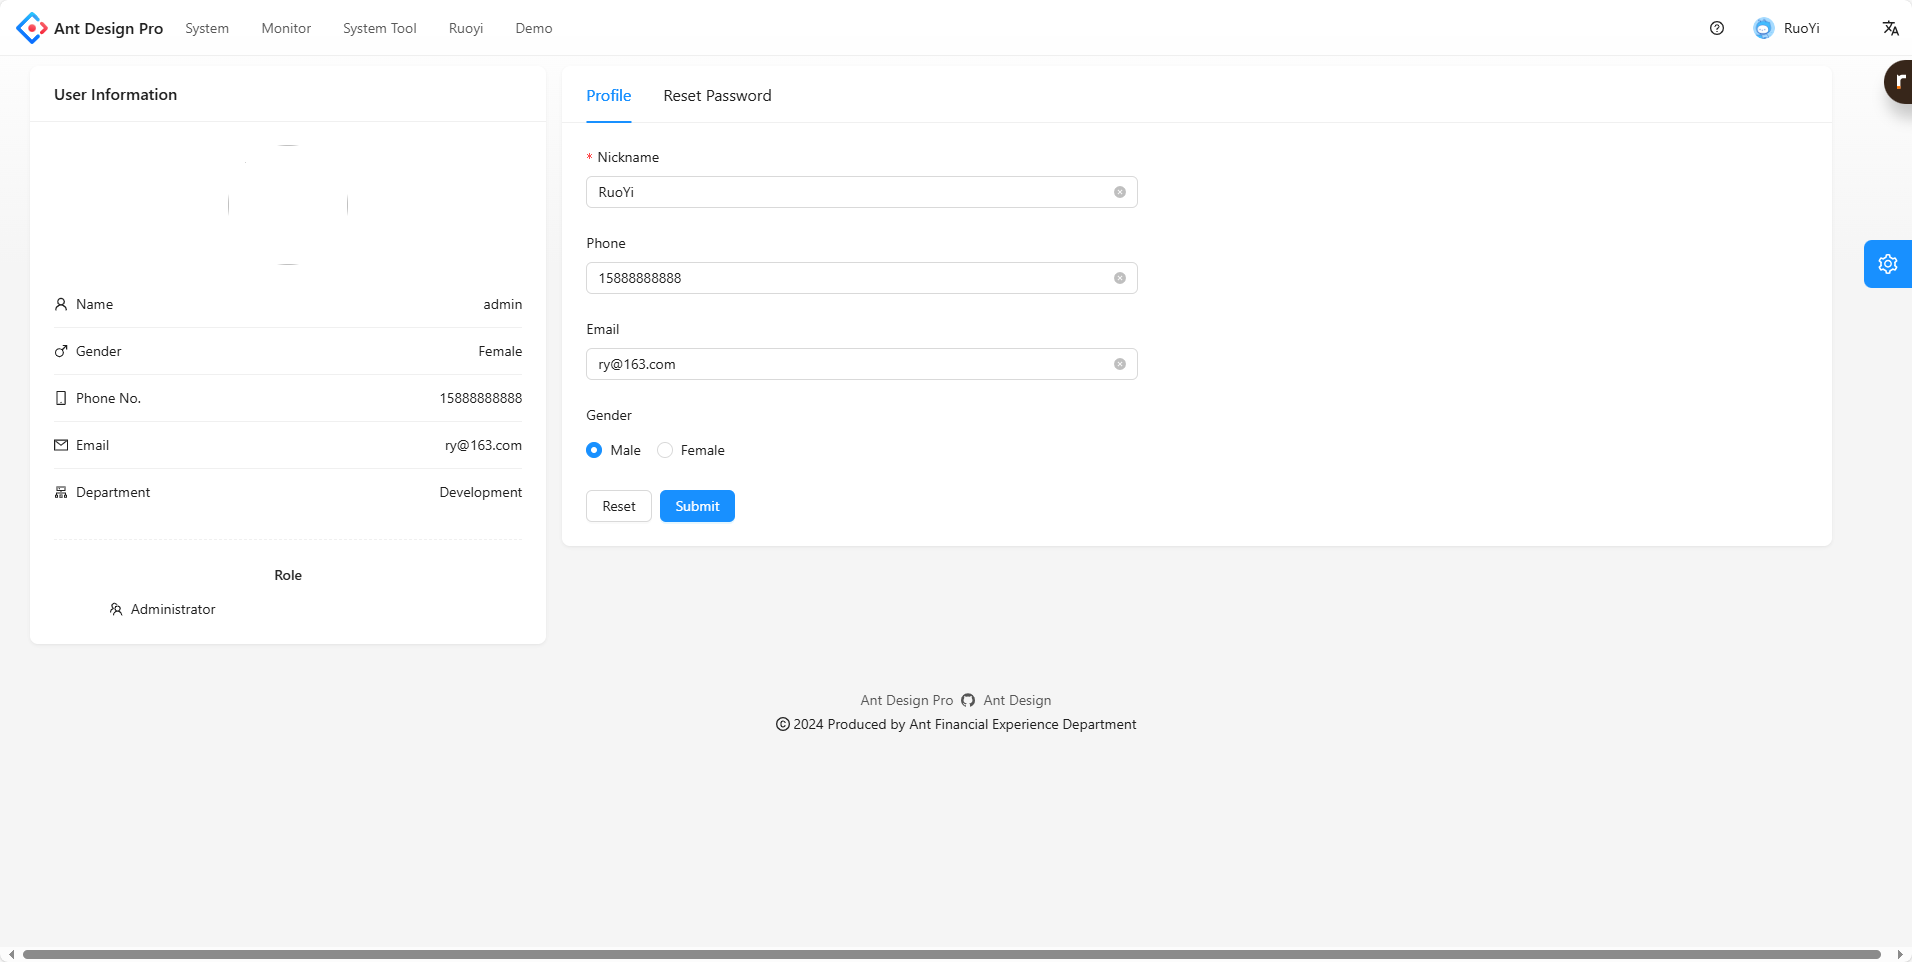 Ant Design Pro System Monitor System Tool Ruoyi Demo RuoYi
User Information
Name admin
Gender Female
Phone No. 15888888888
Email ry@163.com
Department Development
Role
Administrator
Profile Reset Password
* Nickname
RuoYi
Phone
15888888888
Email
ry@163.com
Gender
Male Female
Reset Submit
Ant Design Pro Ant Design
© 2024 Produced by Ant Financial Experience Department
r